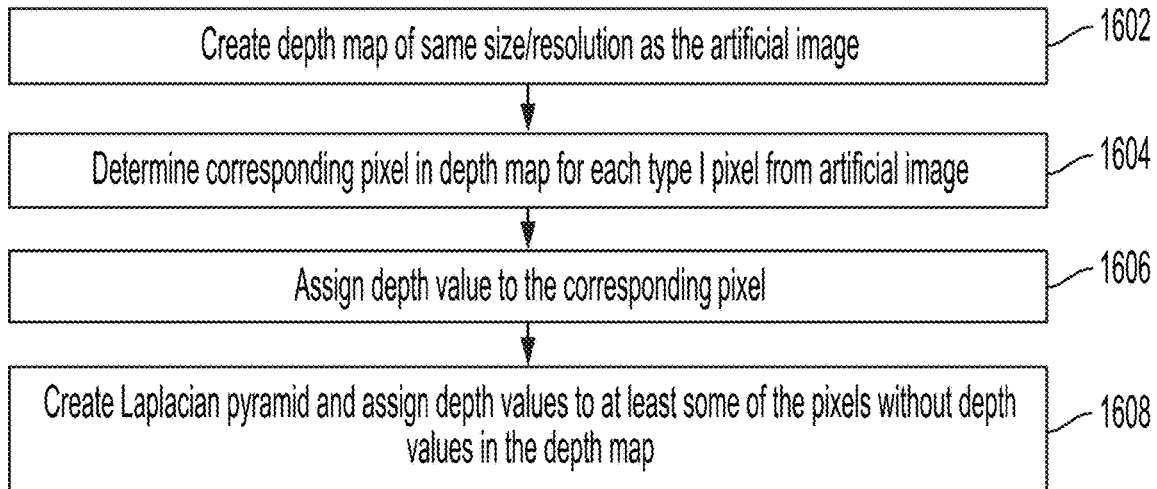 Create depth map of same size/resolution as the artificial image
1602
Determine corresponding pixel in depth map for each type I pixel from artificial image
1604
Assign depth value to the corresponding pixel
1606
Create Laplacian pyramid and assign depth values to at least some of the pixels without depth
values in the depth map
1608